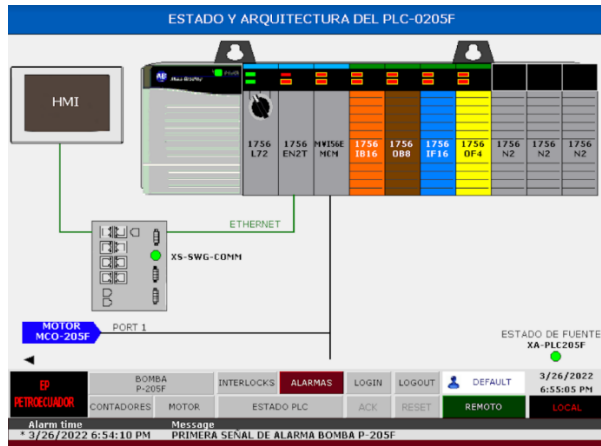 ESTADO Y ARQUITECTURA DEL PLC-0205F
HMI
1756 L72
1756 EN2T
MVI56E MCM
1756 IB16
1756 OB8
1756 IF16
1756 OF4
1756 N2
1756 N2
1756 N2
ETHERNET
XS-SWG-COMM
MOTOR MCO-205F
PORT 1
ESTADO DE FUENTE
XA-PLC205F
EP PETROECUADOR
BOMBA P-205F
INTERLOCKS
ALARMAS
LOGIN
LOGOUT
DEFAULT
3/26/2022
6:55:05 PM
CONTADORES
MOTOR
ESTADO PLC
ACK
RESET
REMOTO
LOCAL
Alarm time Message
* 3/26/2022 6:54:10 PM PRIMERA SEÑAL DE ALARMA BOMBA P-205F